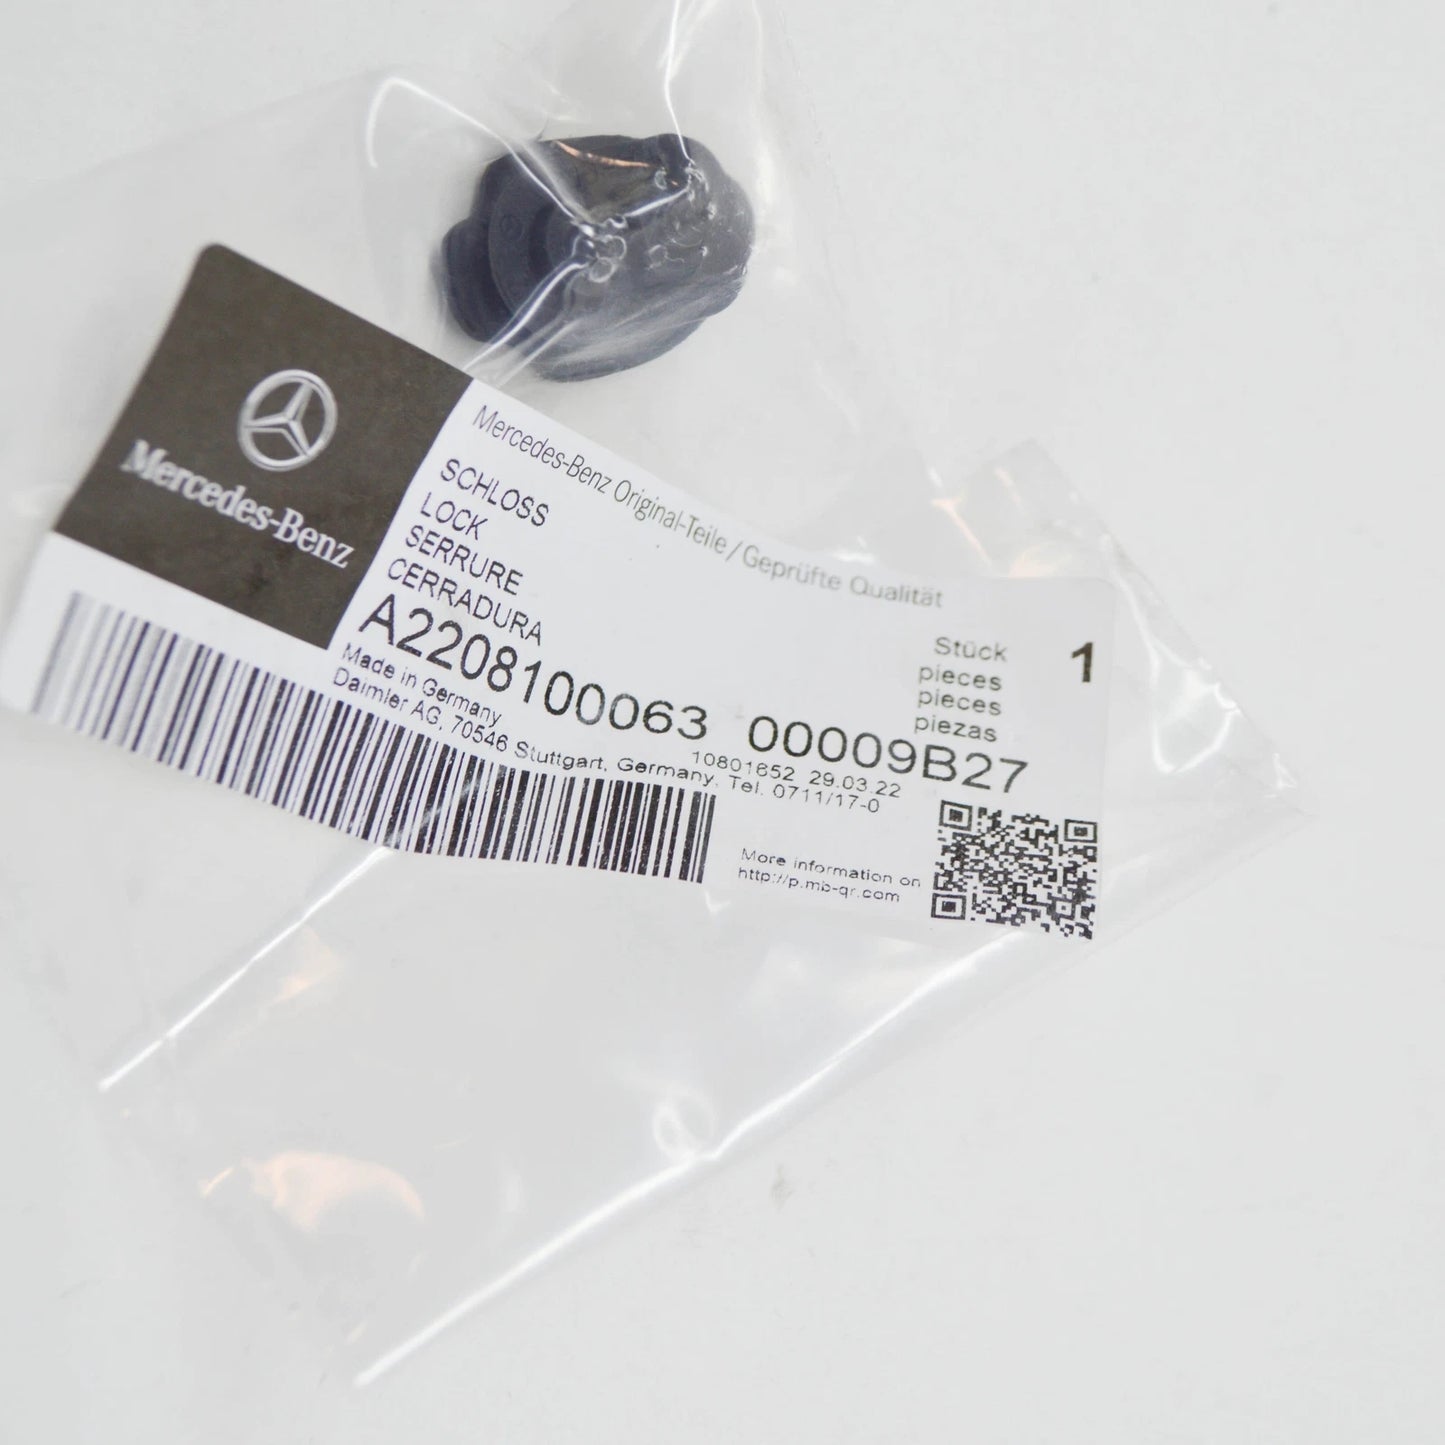 Mercedes-Benz
Mercedes-Benz Original-Teile / Geprüfte Qualität
SCHLOSS
LOCK
SERRURE
CERRADURA
A2208100063 00009B27
Stück
pieces
pieces
piezas
1
Made in Germany
10801652 29.03.22
Daimler AG, 70546 Stuttgart, Germany, Tel. 0711/17-0
More information on
http://p.mb-qr.com